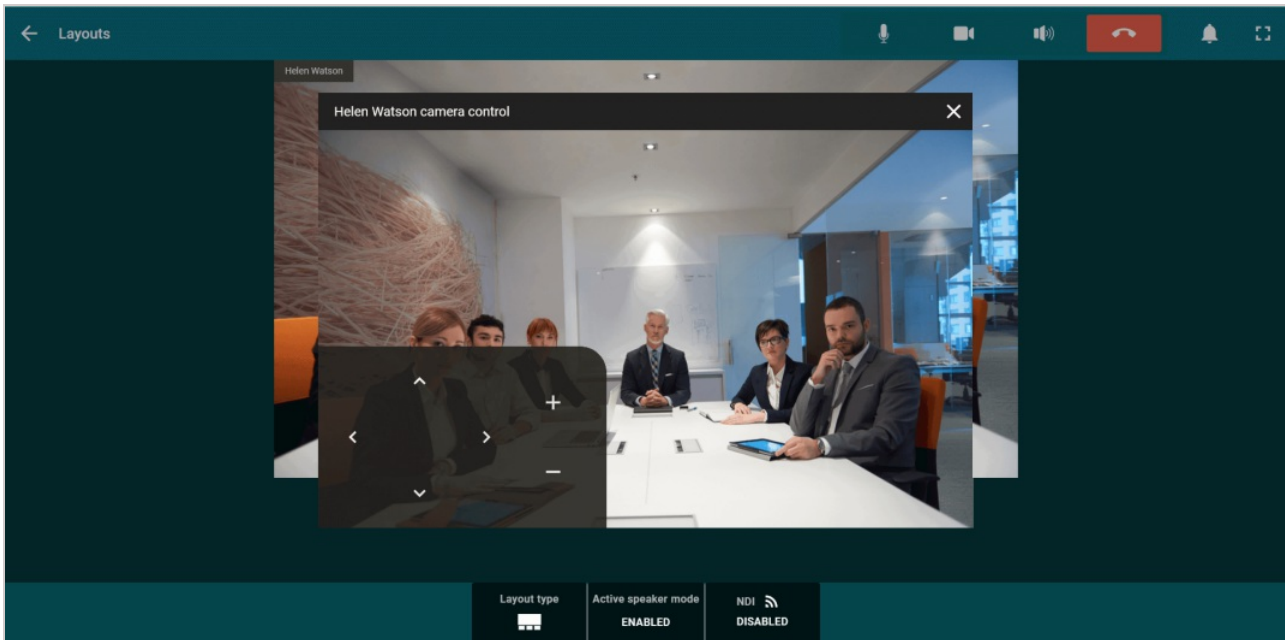 Layouts
Helen Watson
Helen Watson camera control
Layout type
Active speaker mode
ENABLED
NDI
DISABLED